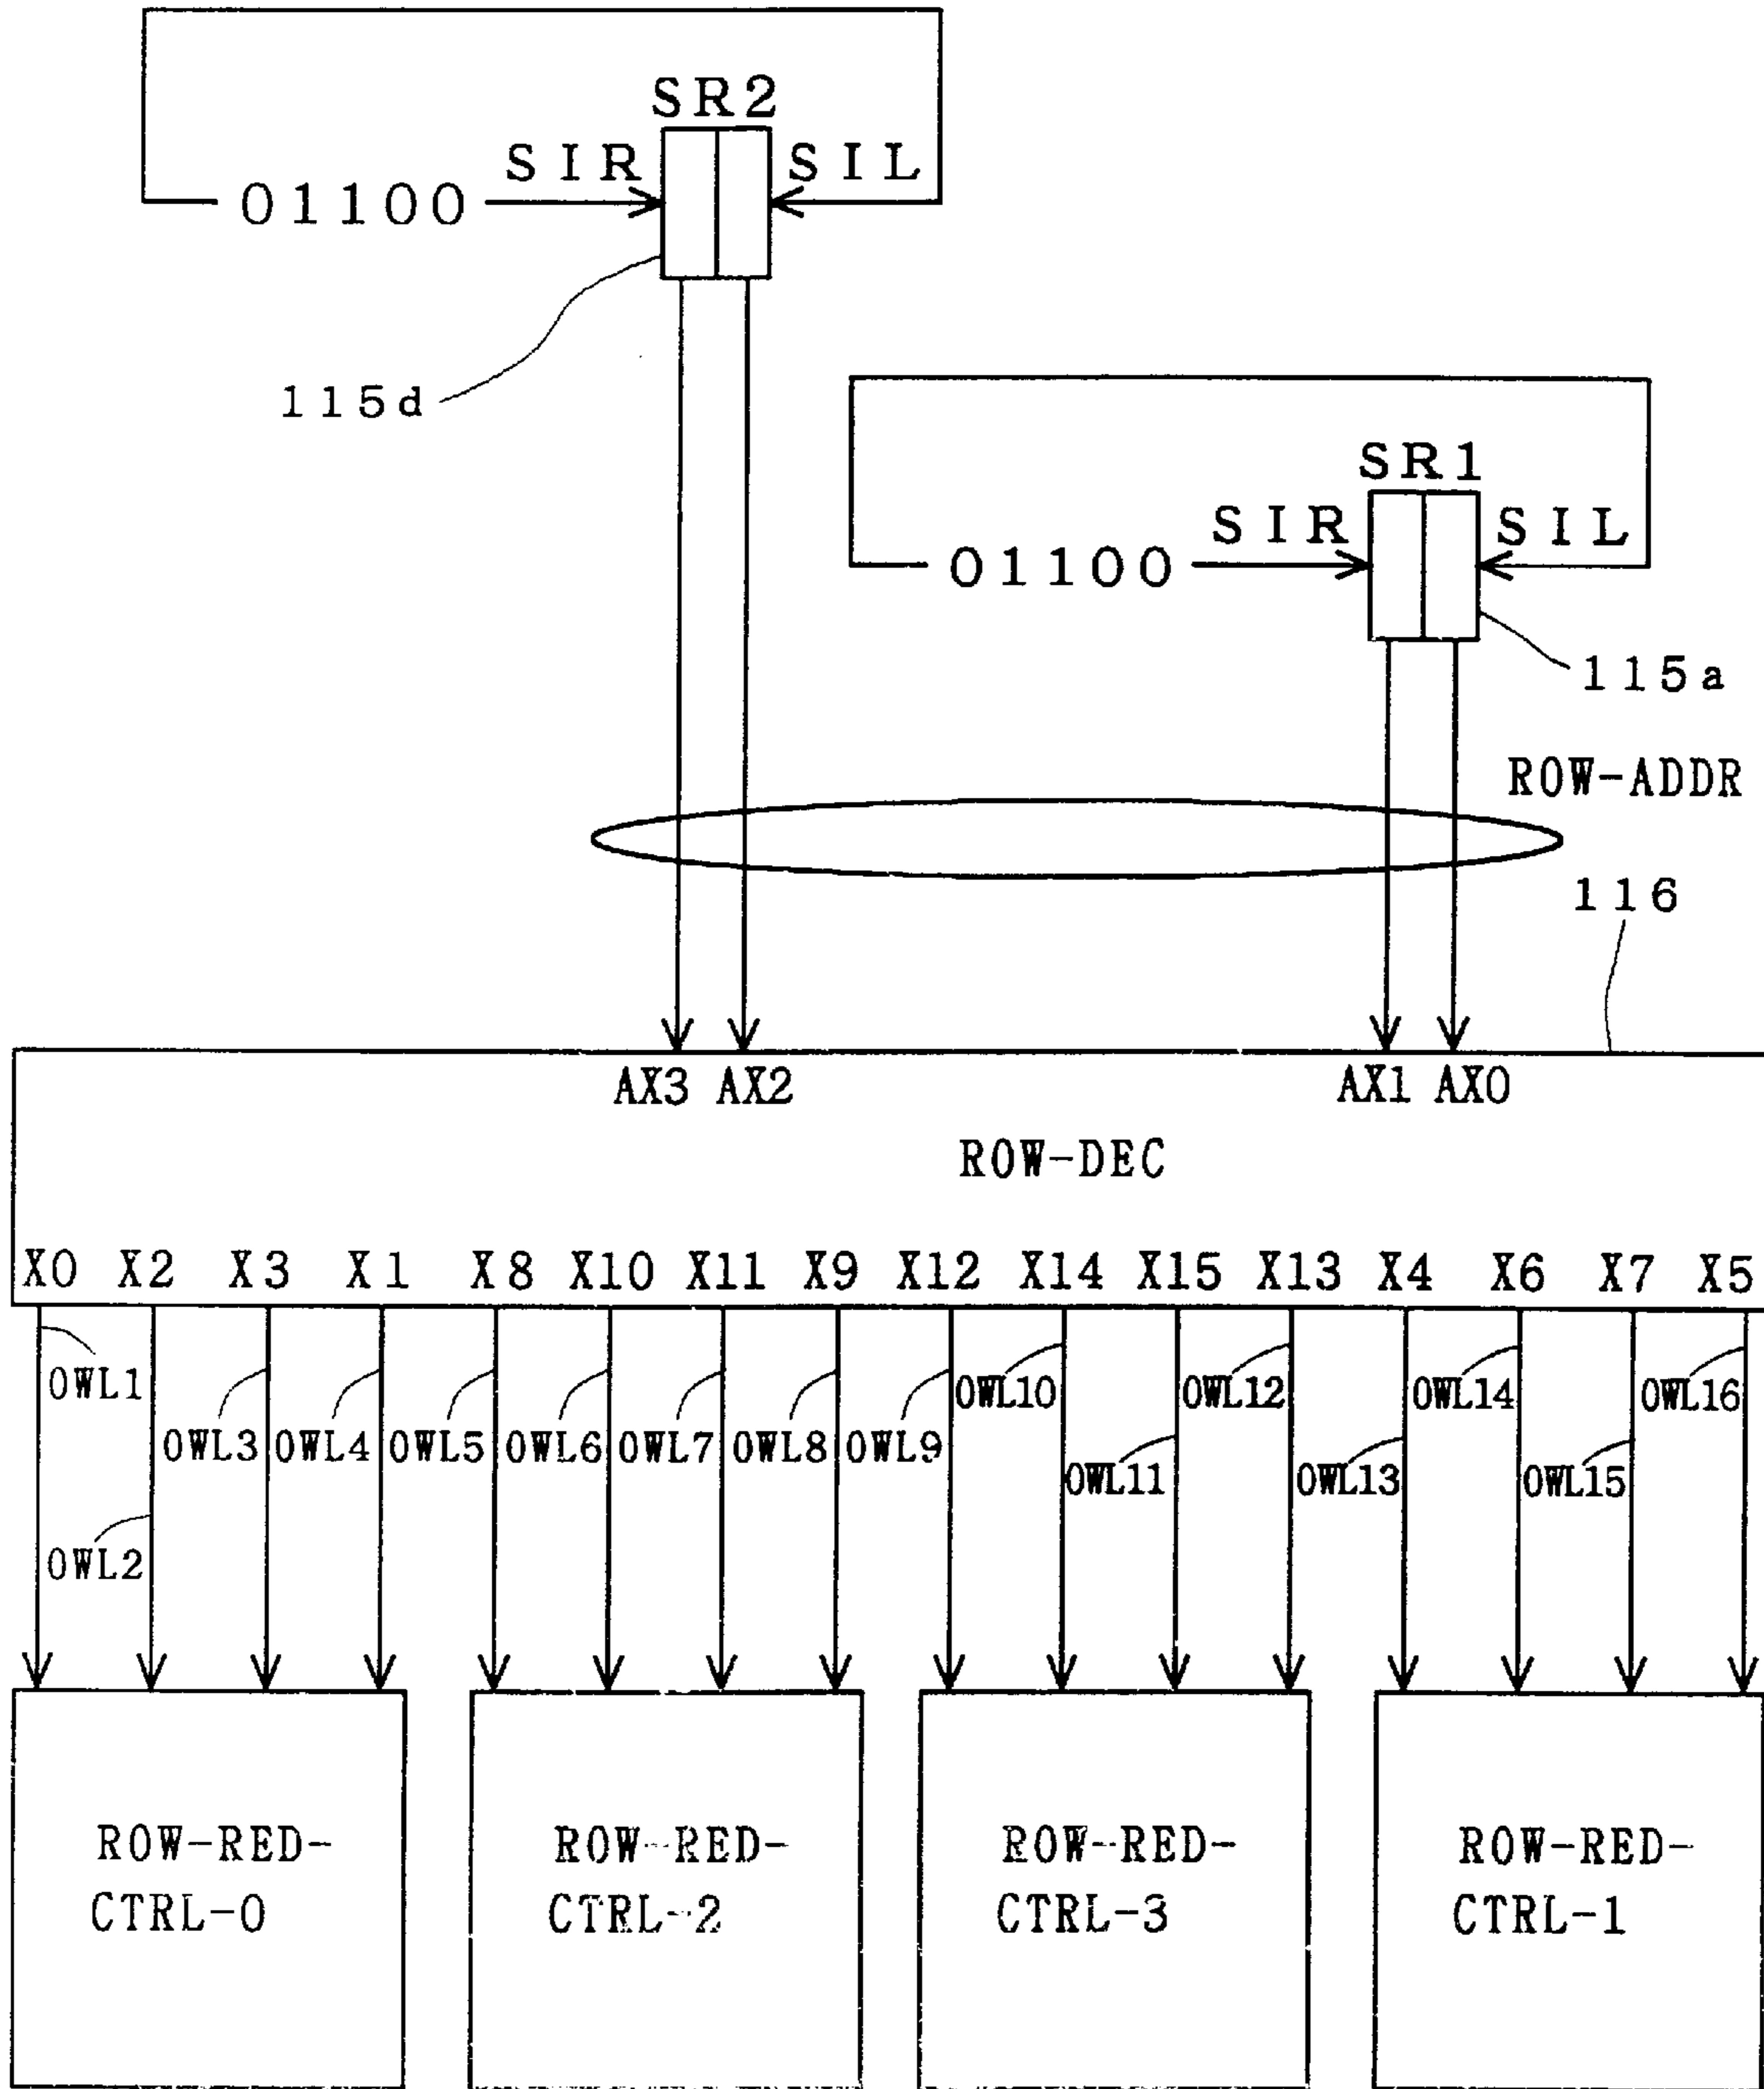 SR2
SIR
SIL
01100
115d
SR1
SIR
SIL
01100
115a
ROW-ADDR
116
AX3 AX2 AX1 AX0
ROW-DEC
X0 X2 X3 X1 X8 X10 X11 X9 X12 X14 X15 X13 X4 X6 X7 X5
OWL1
OWL2
OWL3
OWL4
OWL5
OWL6
OWL7
OWL8
OWL9
OWL10
OWL11
OWL12
OWL13
OWL14
OWL15
OWL16
ROW-RED-
CTRL-0
ROW-RED-
CTRL-2
ROW-RED-
CTRL-3
ROW-RED-
CTRL-1